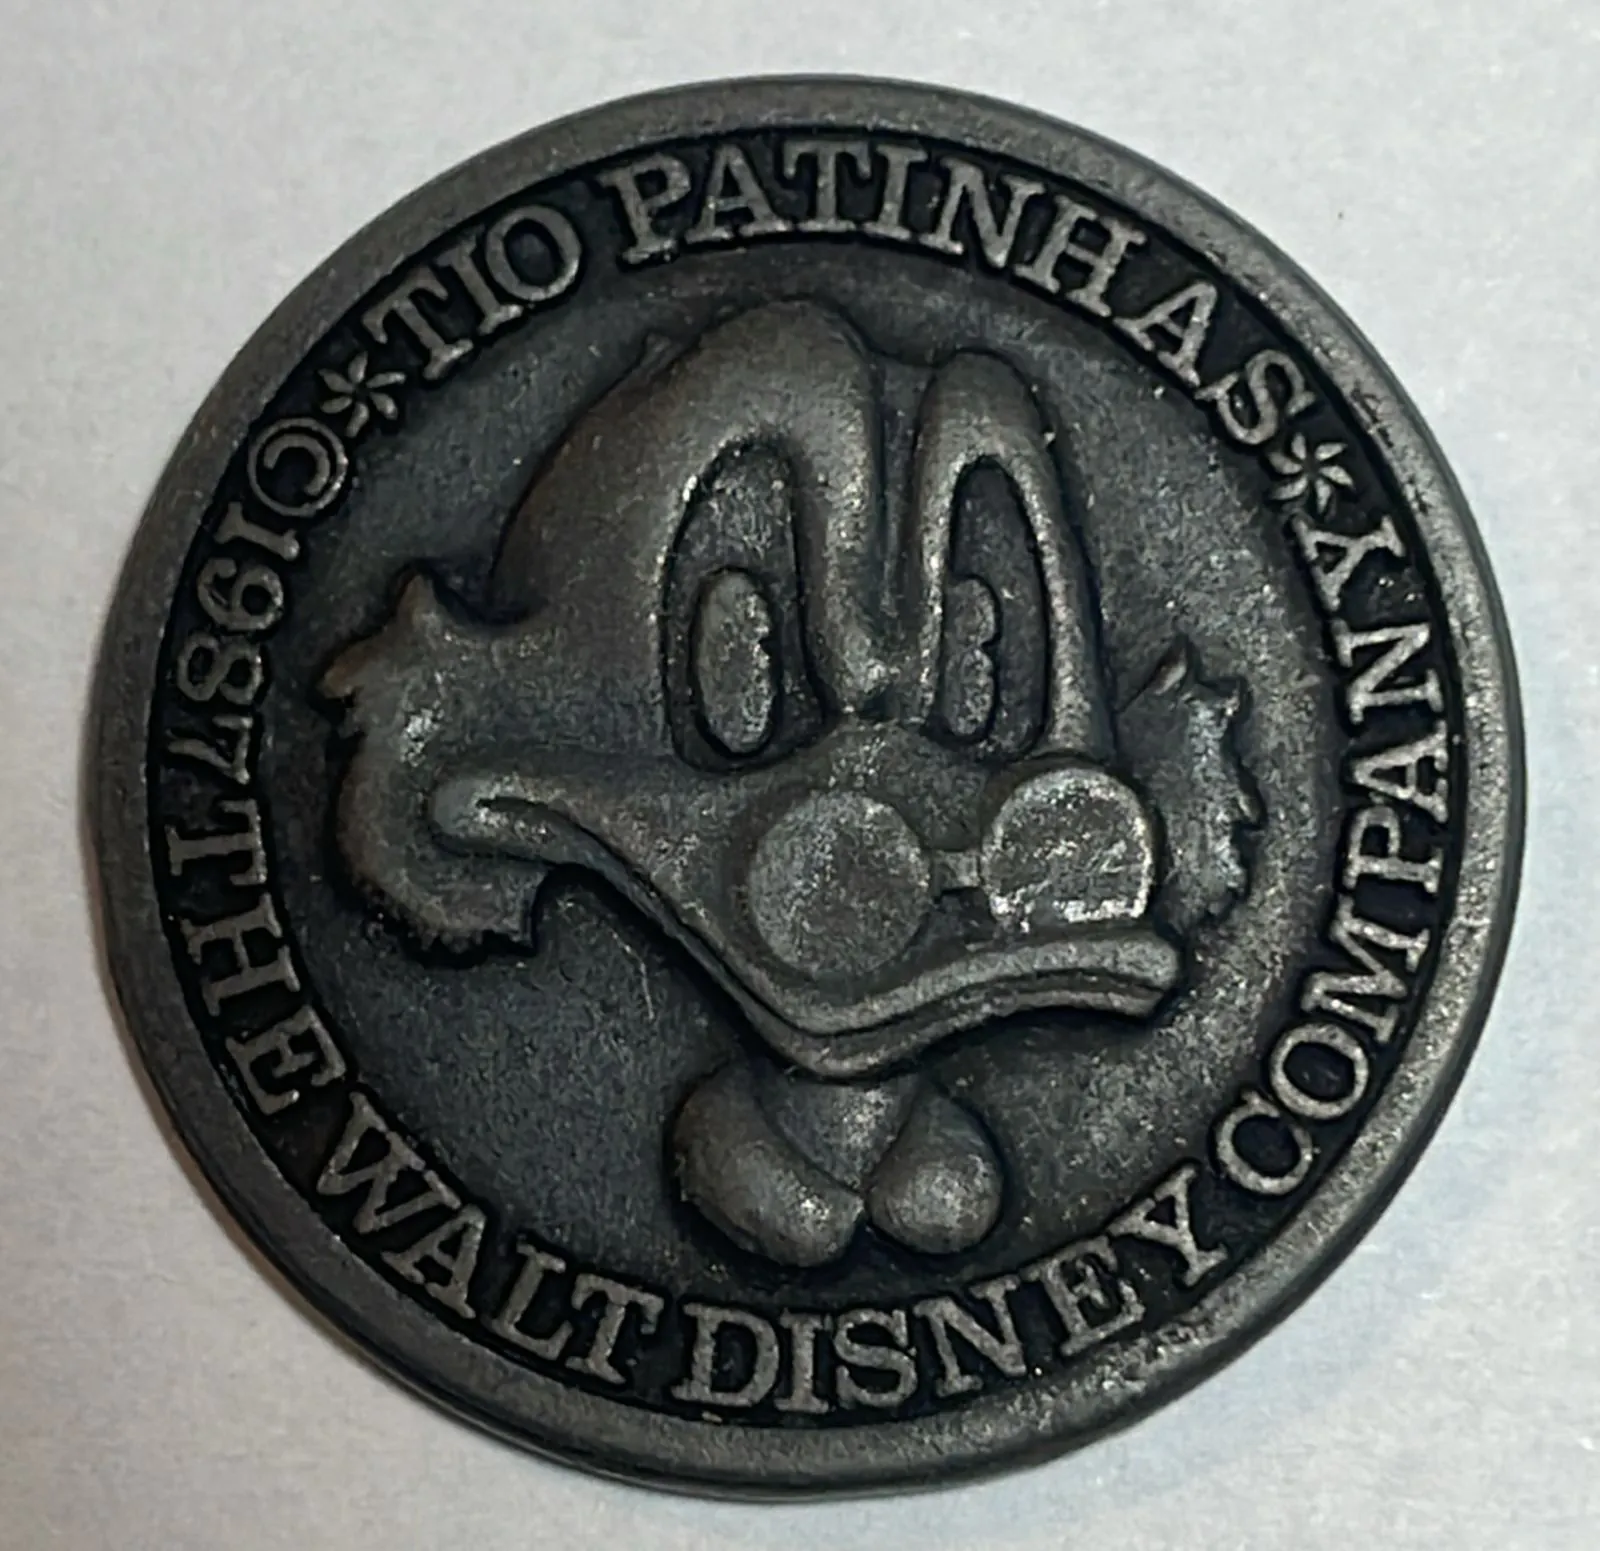 *TIO PATINHAS*
©1987 THE WALT DISNEY COMPANY